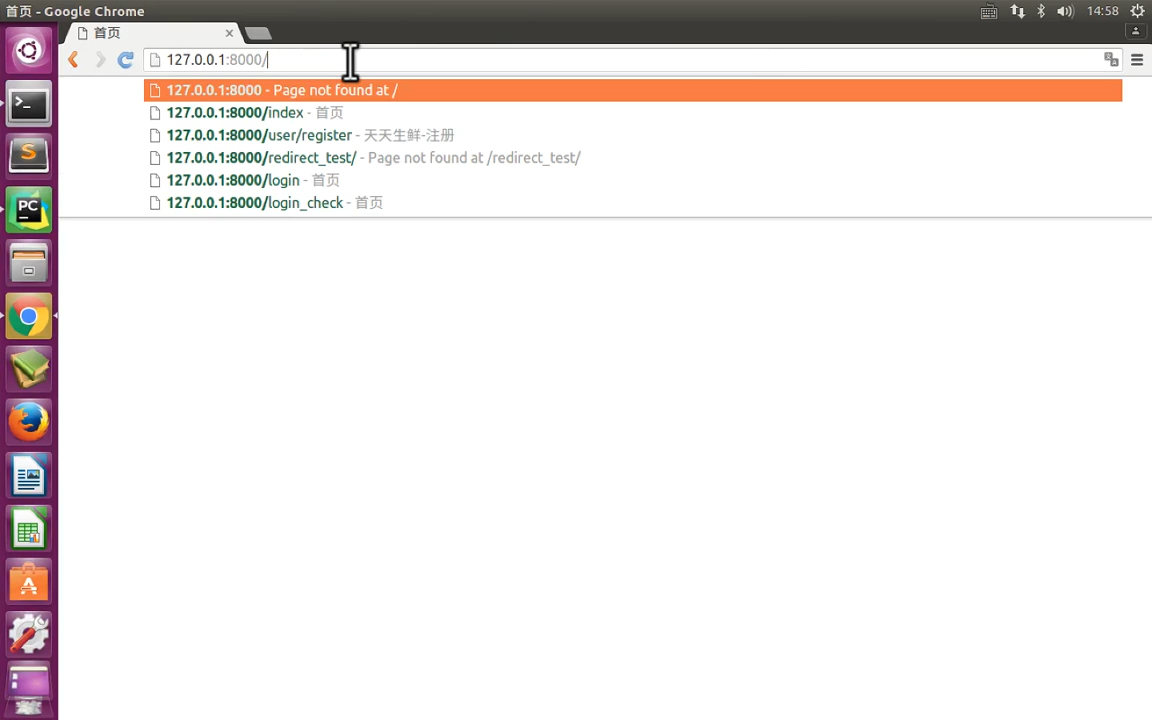 首页 - Google Chrome
14:58
首页
127.0.0.1:8000/
127.0.0.1:8000 - Page not found at /
127.0.0.1:8000/index - 首页
127.0.0.1:8000/user/register - 天天生鲜-注册
127.0.0.1:8000/redirect_test/ - Page not found at /redirect_test/
127.0.0.1:8000/login - 首页
127.0.0.1:8000/login_check - 首页
>_
S
PC
A